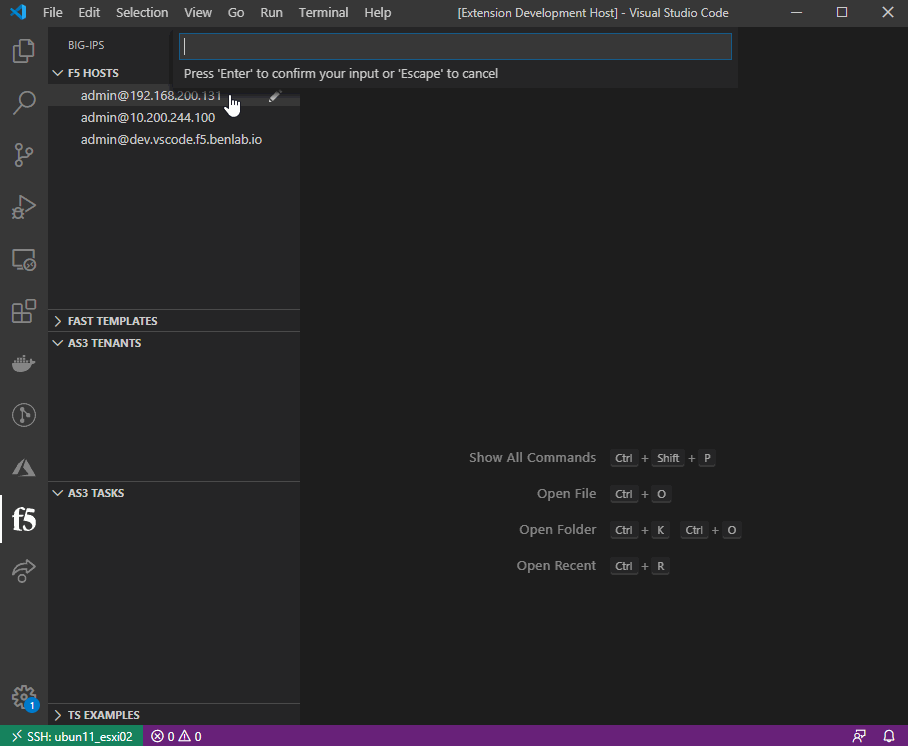 File Edit Selection View Go Run Terminal Help [Extension Development Host] - Visual Studio Code
BIG-IPS
Press 'Enter' to confirm your input or 'Escape' to cancel
F5 HOSTS
admin@192.168.200.131
admin@10.200.244.100
admin@dev.vscode.f5.benlab.io
FAST TEMPLATES
AS3 TENANTS
Show All Commands Ctrl + Shift + P
AS3 TASKS
Open File Ctrl + O
f5
Open Folder Ctrl + K Ctrl + O
Open Recent Ctrl + R
1
TS EXAMPLES
SSH: ubun11_esxi02 0 0